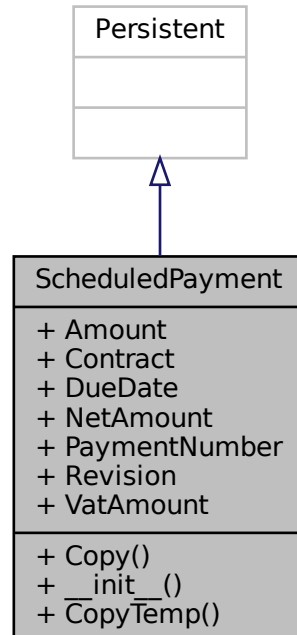 Persistent
ScheduledPayment
+ Amount
+ Contract
+ DueDate
+ NetAmount
+ PaymentNumber
+ Revision
+ VatAmount
+ Copy()
+ __init__()
+ CopyTemp()